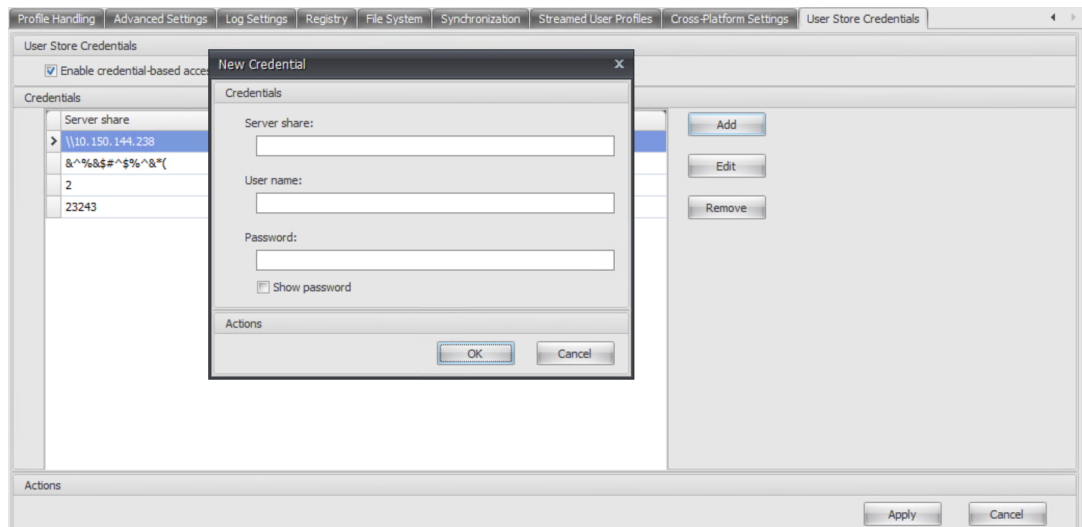 Profile Handling Advanced Settings Log Settings Registry File System Synchronization Streamed User Profiles Cross-Platform Settings User Store Credentials
User Store Credentials
Enable credential-based acces
Credentials
Server share
\\10.150.144.238
&^%&$#^$%^&*(
2
23243
New Credential x
Credentials
Server share:
User name:
Password:
Show password
Actions
OK Cancel
Add
Edit
Remove
Actions
Apply Cancel